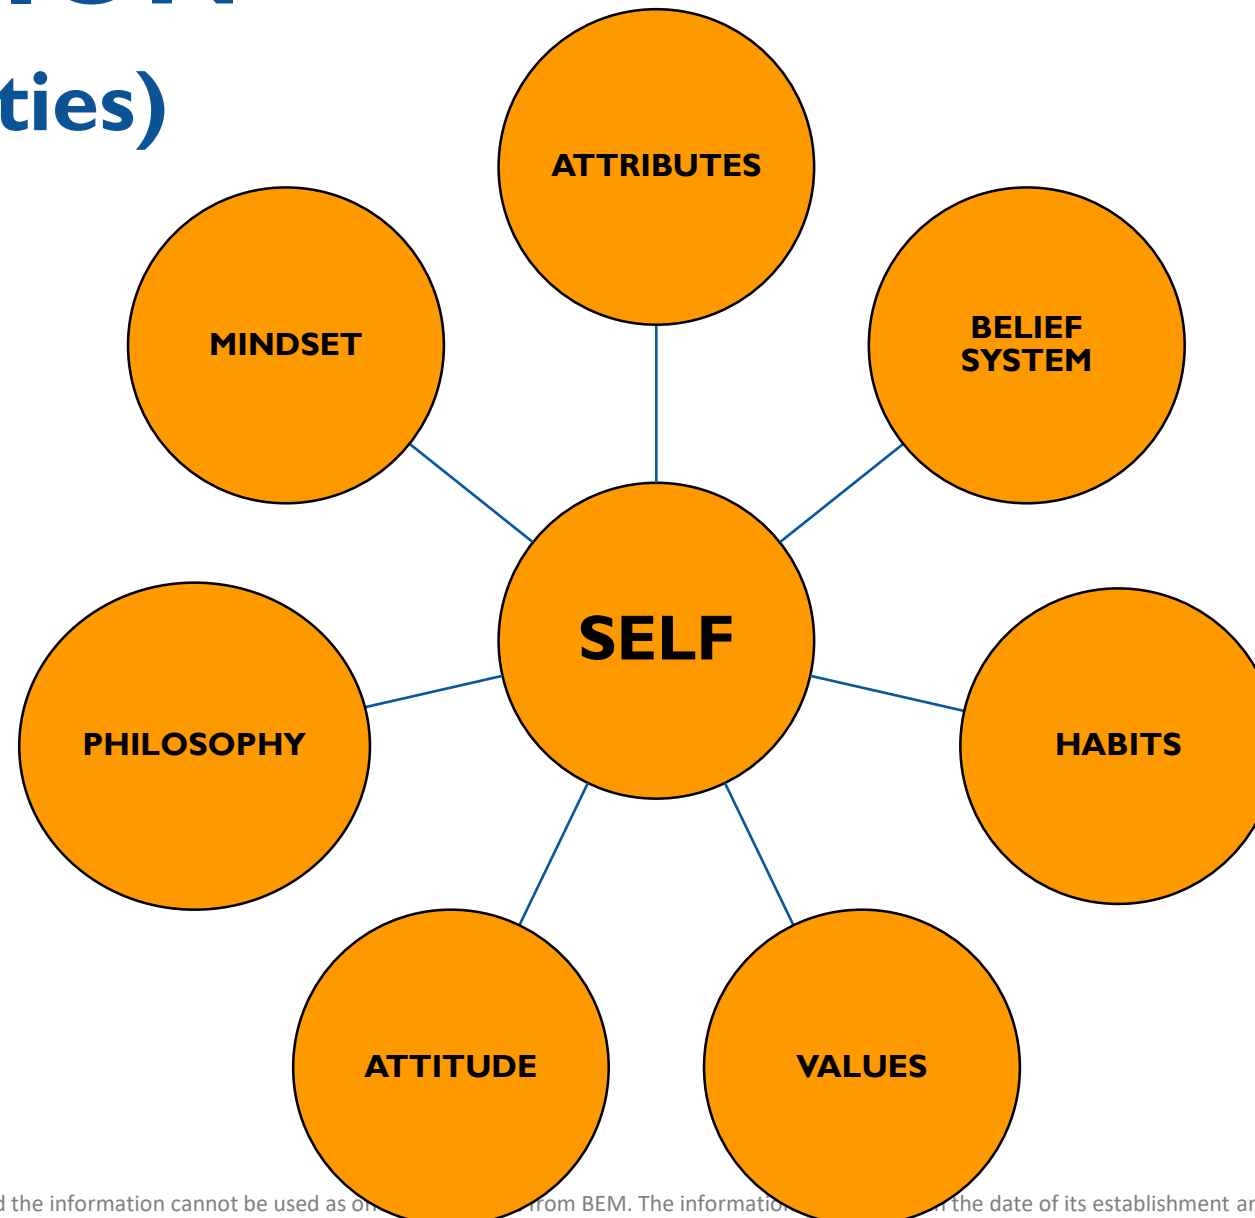 ties)
ATTRIBUTES
MINDSET
BELIEF
SYSTEM
SELF
PHILOSOPHY
HABITS
ATTITUDE
VALUES
the information cannot be used as from BEM. The the date of its establishment